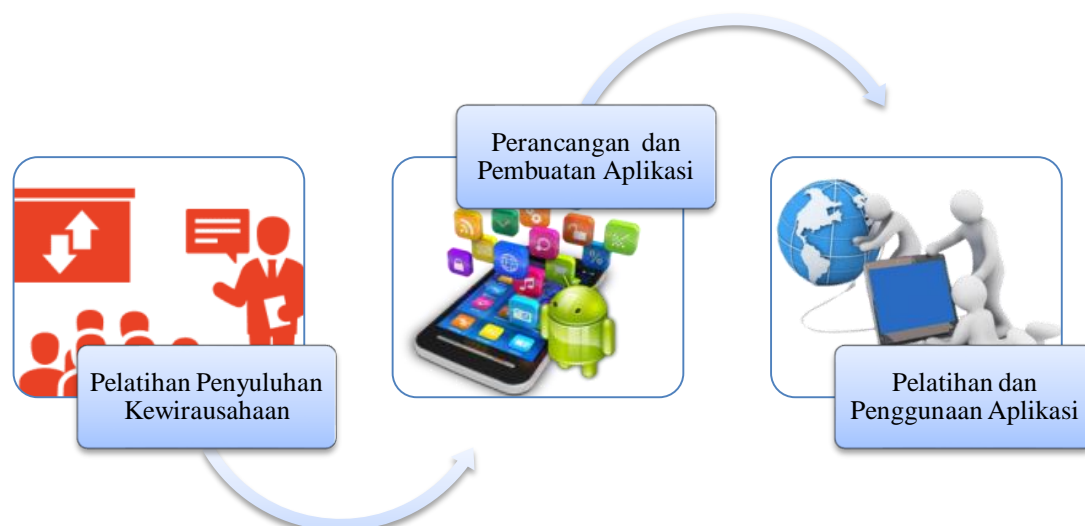 Pelatihan Penyuluhan
Kewirausahaan
Perancangan dan
Pembuatan Aplikasi
Pelatihan dan
Penggunaan Aplikasi